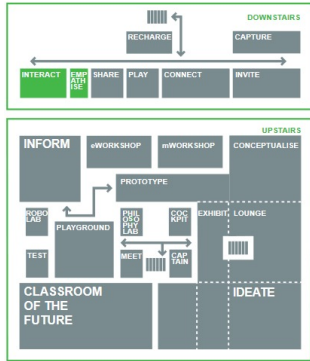 DOWNSTAIRS
RECHARGE
CAPTURE
INTERACT
EMP
ATH
ISE
SHARE
PLAY
CONNECT
INVITE
UPSTAIRS
INFORM
eWORKSHOP
mWORKSHOP
CONCEPTUALISE
PROTOTYPE
ROBO
LAB
PLAYGROUND
PHIL
OSO
PHY
LAB
COC
KPIT
EXHIBIT
LOUNGE
TEST
MEET
CAP
TAIN
CLASSROOM
OF THE
FUTURE
IDEATE